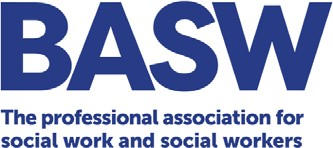 BASW
The professional association for
social work and social workers